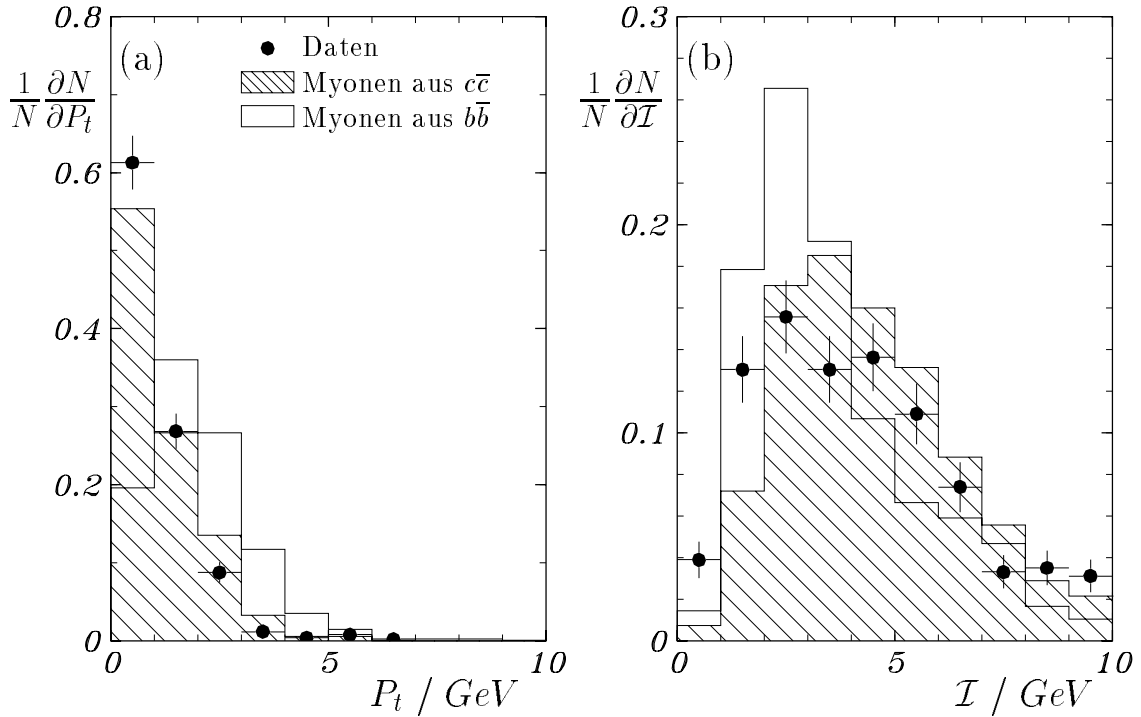 0.8
0.6
0.4
0.2
0
(a)
1/N ∂N/∂P_t
Daten
Myonen aus cc̅
Myonen aus bb̅
0 5 10
P_t / GeV
0.3
0.2
0.1
0
(b)
1/N ∂N/∂ℐ
0 5 10
ℐ / GeV